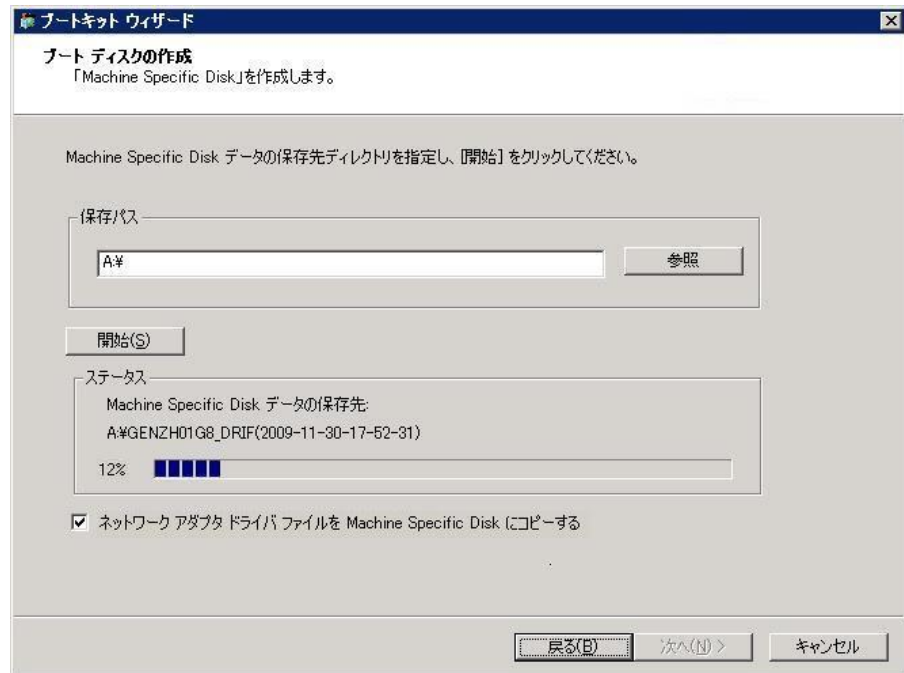 ブートキット ウィザード
ブート ディスクの作成
「Machine Specific Disk」を作成します。
Machine Specific Disk データの保存先ディレクトリを指定し、[開始] をクリックしてください。
保存パス
A:¥
参照
開始(S)
ステータス
Machine Specific Disk データの保存先:
A:¥GENZH01G8_DRIF(2009-11-30-17-52-31)
12%
ネットワーク アダプタ ドライバ ファイルを Machine Specific Disk にコピーする
戻る(B)
次へ(N) >
キャンセル